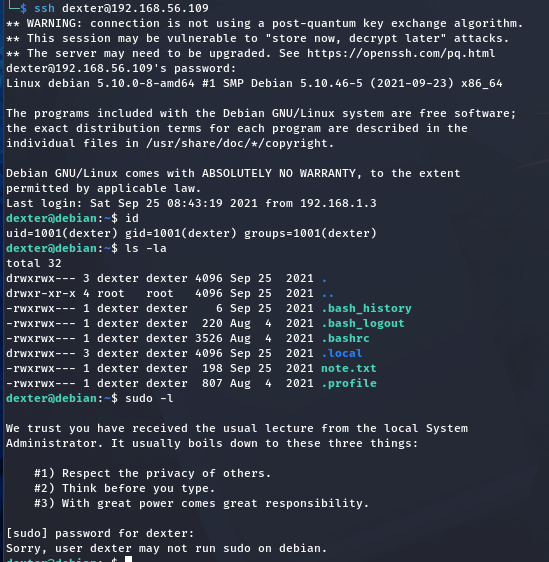 └─$ ssh dexter@192.168.56.109
** WARNING: connection is not using a post-quantum key exchange algorithm.
** This session may be vulnerable to "store now, decrypt later" attacks.
** The server may need to be upgraded. See https://openssh.com/pq.html
dexter@192.168.56.109's password:
Linux debian 5.10.0-8-amd64 #1 SMP Debian 5.10.46-5 (2021-09-23) x86_64

The programs included with the Debian GNU/Linux system are free software;
the exact distribution terms for each program are described in the
individual files in /usr/share/doc/*/copyright.

Debian GNU/Linux comes with ABSOLUTELY NO WARRANTY, to the extent
permitted by applicable law.
Last login: Sat Sep 25 08:43:19 2021 from 192.168.1.3
dexter@debian:~$ id
uid=1001(dexter) gid=1001(dexter) groups=1001(dexter)
dexter@debian:~$ ls -la
total 32
drwxrwx--- 3 dexter dexter 4096 Sep 25  2021 .
drwxr-xr-x 4 root   root   4096 Sep 25  2021 ..
-rwxrwx--- 1 dexter dexter    6 Sep 25  2021 .bash_history
-rwxrwx--- 1 dexter dexter  220 Aug  4  2021 .bash_logout
-rwxrwx--- 1 dexter dexter 3526 Aug  4  2021 .bashrc
drwxrwx--- 3 dexter dexter 4096 Sep 25  2021 .local
-rwxrwx--- 1 dexter dexter  198 Sep 25  2021 note.txt
-rwxrwx--- 1 dexter dexter  807 Aug  4  2021 .profile
dexter@debian:~$ sudo -l

We trust you have received the usual lecture from the local System
Administrator. It usually boils down to these three things:

    #1) Respect the privacy of others.
    #2) Think before you type.
    #3) With great power comes great responsibility.

[sudo] password for dexter:
Sorry, user dexter may not run sudo on debian.
dexter@debian:~$